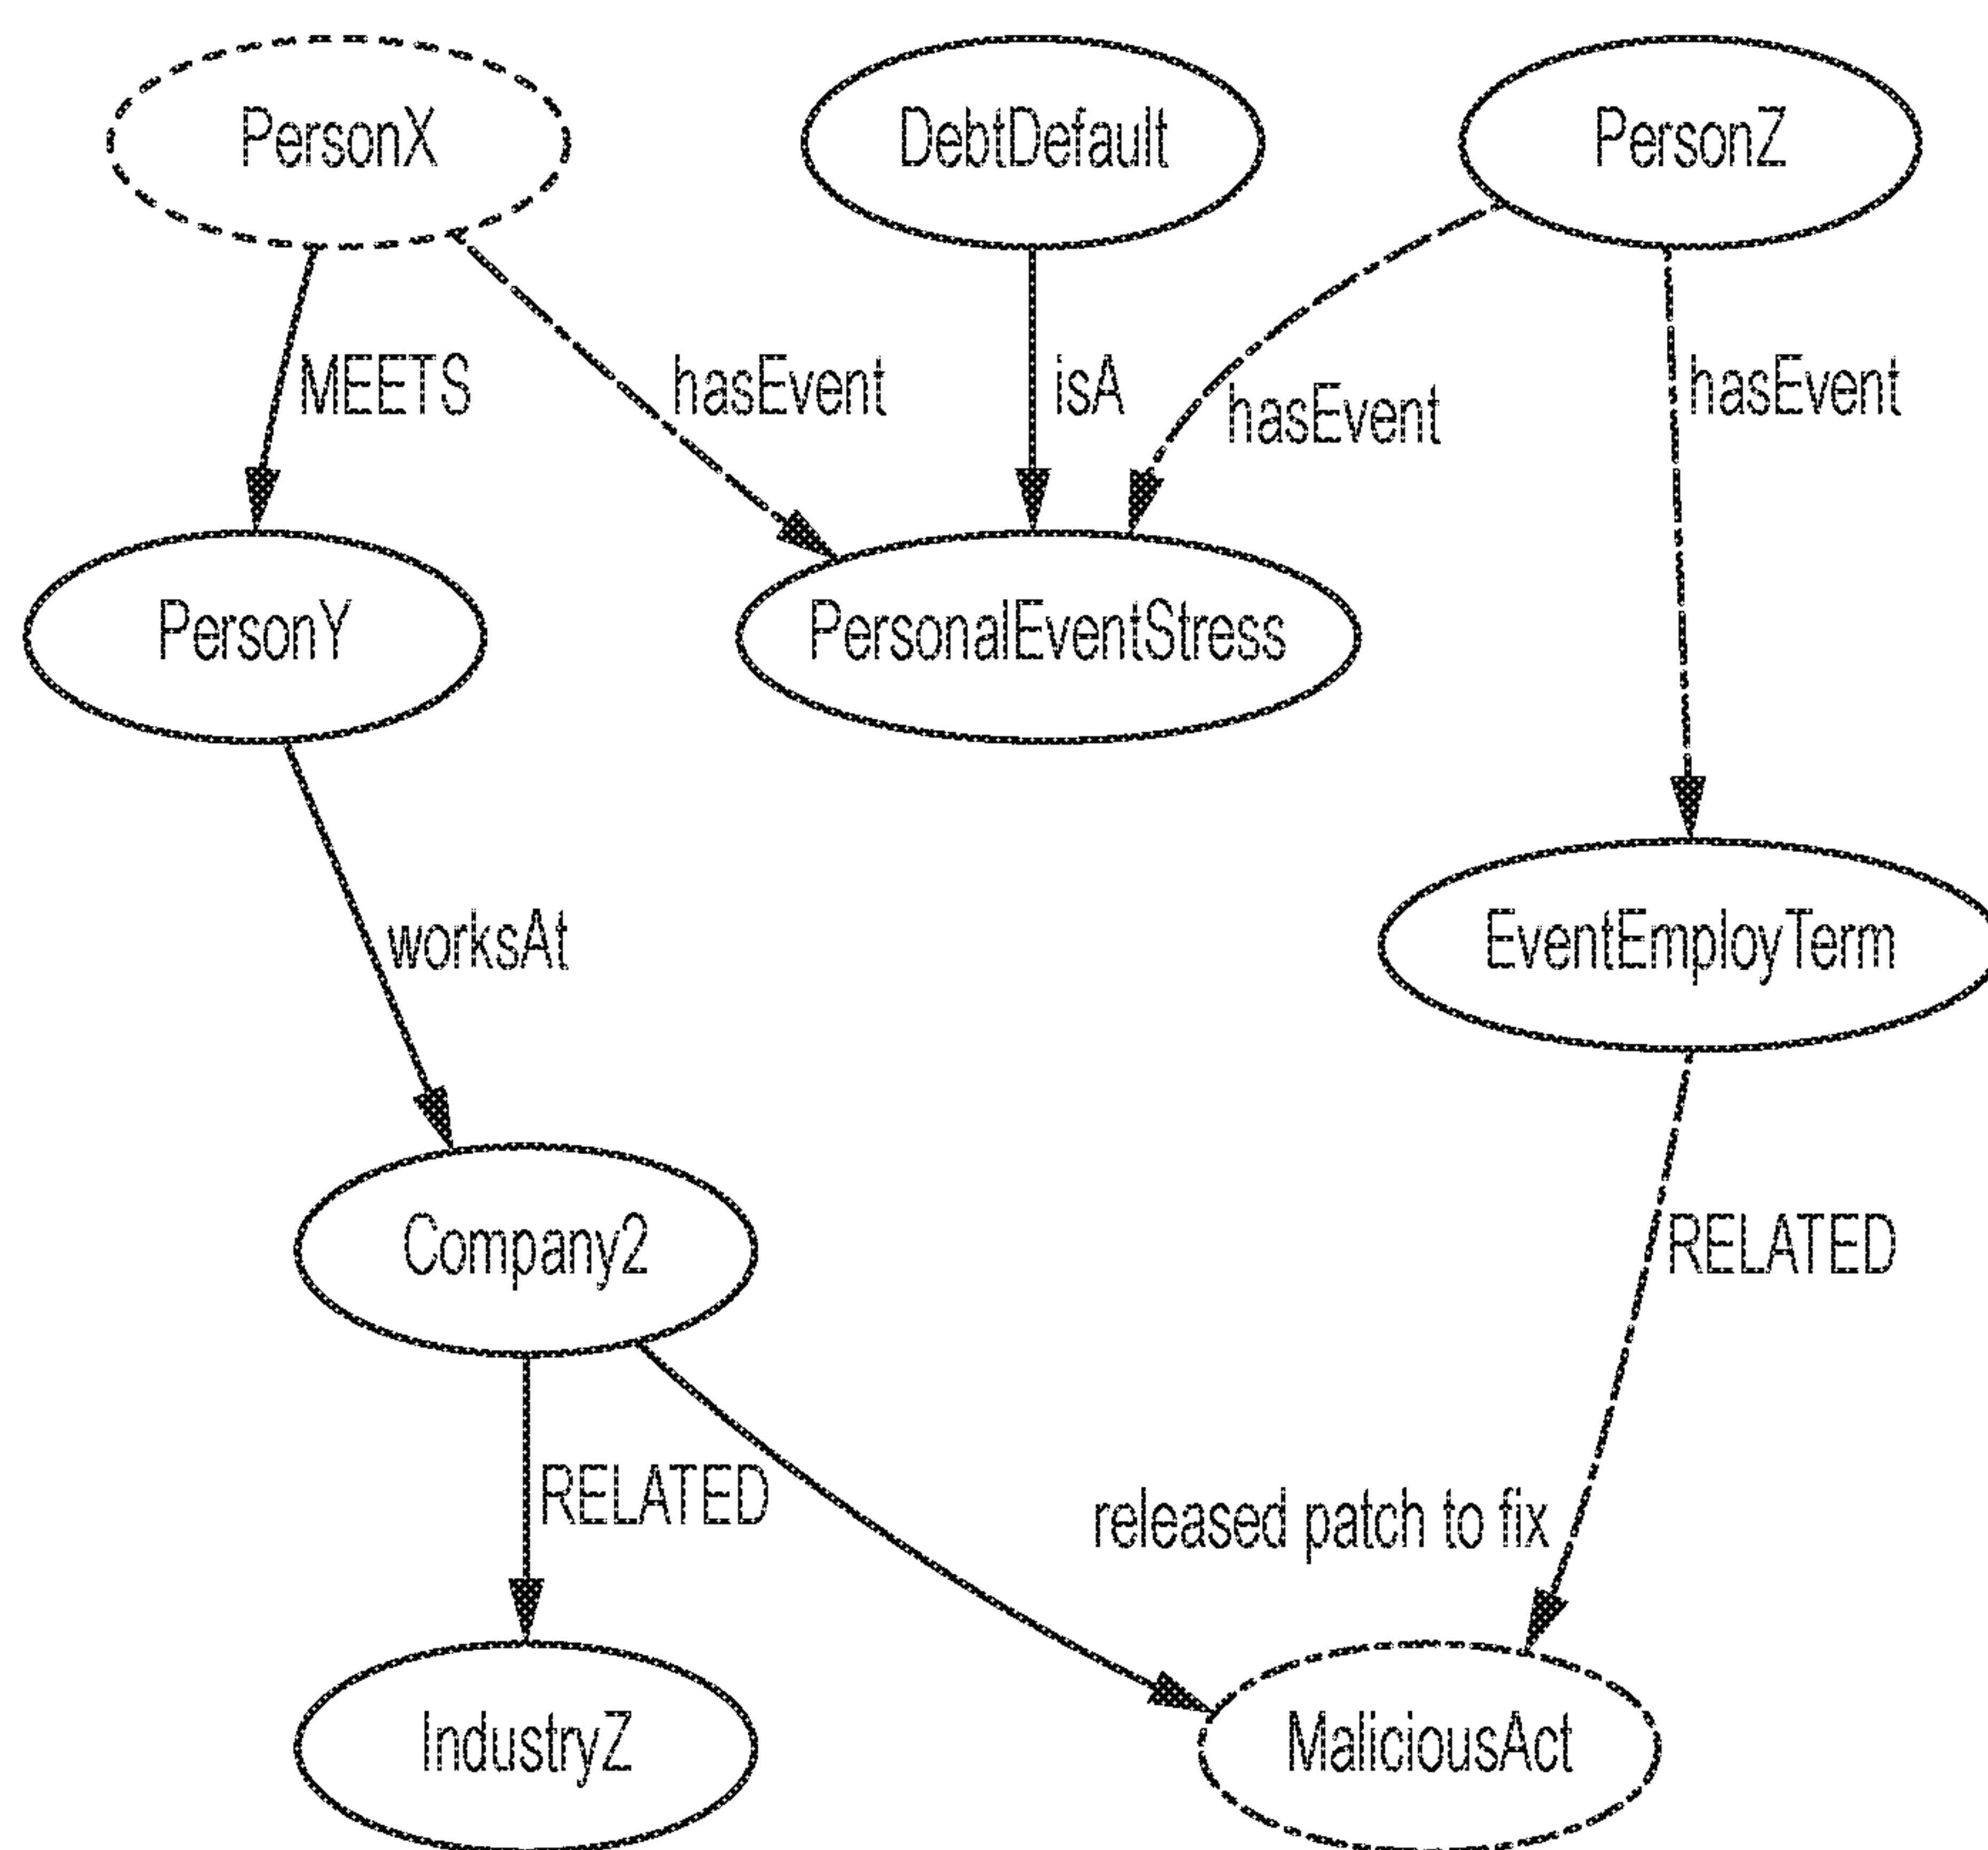 PersonX
DebtDefault
PersonZ
MEETS
hasEvent
isA
hasEvent
hasEvent
PersonY
PersonalEventStress
EventEmployTerm
worksAt
Company2
RELATED
RELATED
released patch to fix
IndustryZ
MaliciousAct